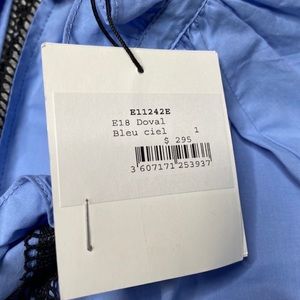 E11242E
E18 Doval
Bleu ciel 1
$ 295
3 607171 253937